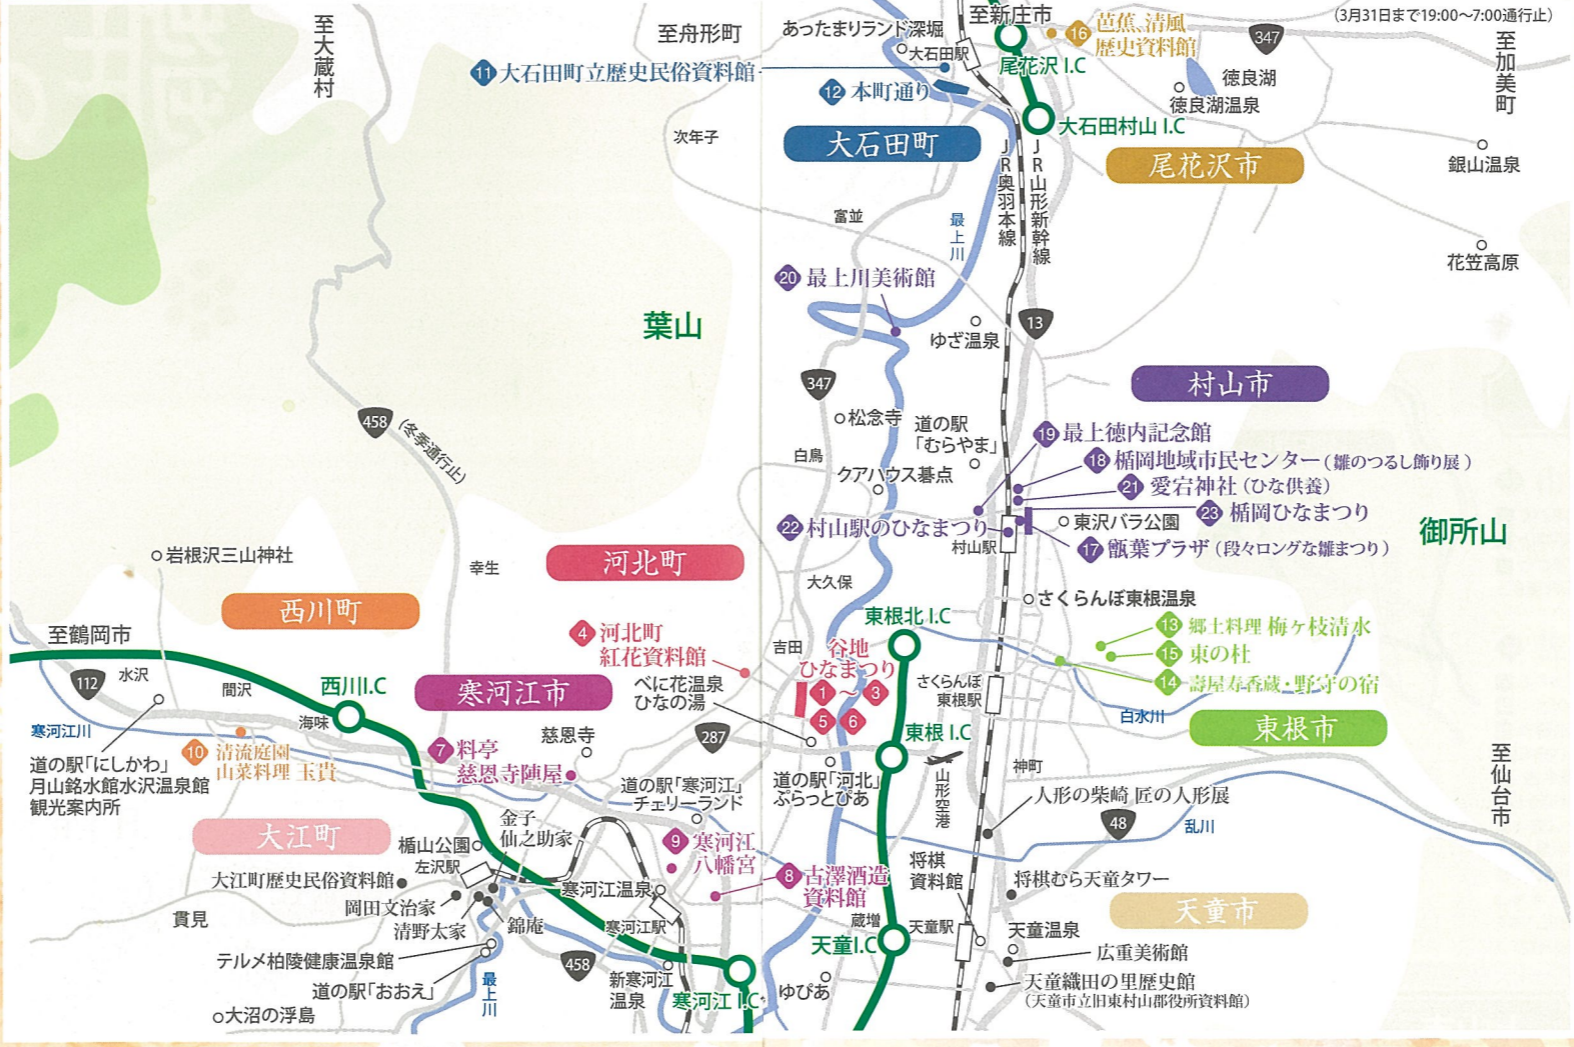 至大蔵村
至舟形町
あったまりランド深堀
至新庄市
(3月31日まで19:00〜7:00通行止)
16 芭蕉、清風
歴史資料館
347
至加美町
大石田駅
尾花沢 I.C
徳良湖
徳良湖温泉
11 大石田町立歴史民俗資料館
12 本町通り
大石田村山 I.C
次年子
大石田町
尾花沢市
銀山温泉
JR奥羽本線
JR山形新幹線
富並
最上川
花笠高原
20 最上川美術館
葉山
ゆざ温泉
13
347
村山市
458
(冬季通行止)
松念寺
道の駅
「むらやま」
19 最上徳内記念館
白鳥
クアハウス碁点
18 楯岡地域市民センター(雛のつるし飾り展)
21 愛宕神社(ひな供養)
22 村山駅のひなまつり
23 楯岡ひなまつり
東沢バラ公園
御所山
村山駅
17 甑葉プラザ(段々ロングな雛まつり)
岩根沢三山神社
幸生
河北町
大久保
さくらんぼ東根温泉
西川町
東根北 I.C
至鶴岡市
4 河北町
紅花資料館
吉田
谷地
ひなまつり
1 〜 3
5 6
13 郷土料理 梅ヶ枝清水
15 東の杜
14 壽屋寿香蔵・野守の宿
112
水沢
間沢
西川I.C
寒河江市
べに花温泉
ひなの湯
さくらんぼ
東根駅
白水川
東根市
寒河江川
海味
10 清流庭園
山菜料理 玉貴
7 料亭
慈恩寺陣屋
慈恩寺
287
東根 I.C
至仙台市
道の駅「にしかわ」
月山銘水館水沢温泉館
観光案内所
道の駅「寒河江」
チェリーランド
道の駅「河北」
ぷらっとぴあ
山形空港
神町
人形の柴崎 匠の人形展
48
乱川
大江町
楯山公園
金子
仙之助家
左沢駅
9 寒河江
八幡宮
8 古澤酒造
資料館
将棋
資料館
将棋むら天童タワー
大江町歴史民俗資料館
寒河江温泉
岡田文治家
貫見
清野太家
錦庵
寒河江駅
蔵増
天童駅
天童市
天童I.C
天童温泉
広重美術館
テルメ柏陵健康温泉館
458
新寒河江
温泉
道の駅「おおえ」
最上川
寒河江 I.C
ゆぴあ
天童織田の里歴史館
(天童市立旧東村山郡役所資料館)
大沼の浮島